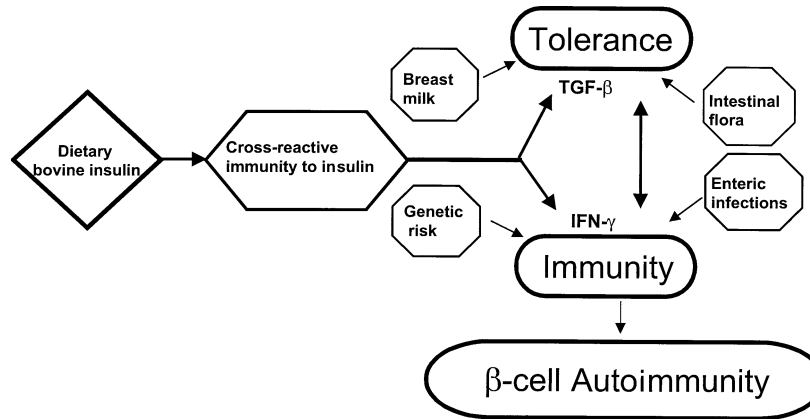 Tolerance
Breast
milk
TGF-β
Intestinal
flora
Dietary
bovine insulin
Cross-reactive
immunity to insulin
Genetic
risk
IFN-γ
Enteric
infections
Immunity
β-cell Autoimmunity